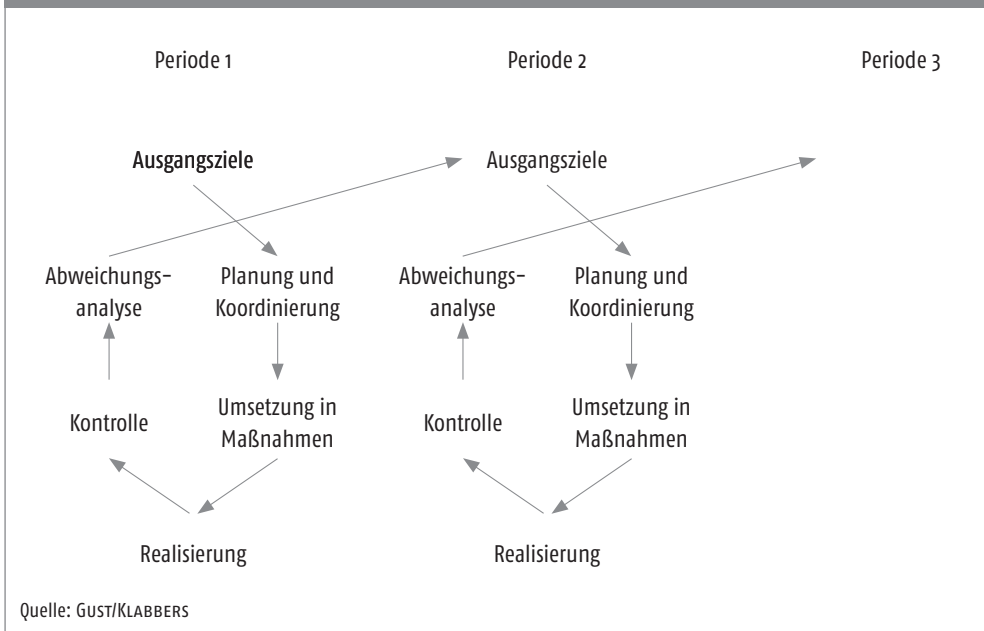 Periode 1
Periode 2
Periode 3
Ausgangsziele
Ausgangsziele
Abweichungs-
analyse
Planung und
Koordinierung
Abweichungs-
analyse
Planung und
Koordinierung
Kontrolle
Umsetzung in
Maßnahmen
Kontrolle
Umsetzung in
Maßnahmen
Realisierung
Realisierung
Quelle: GUST/KLABBERS